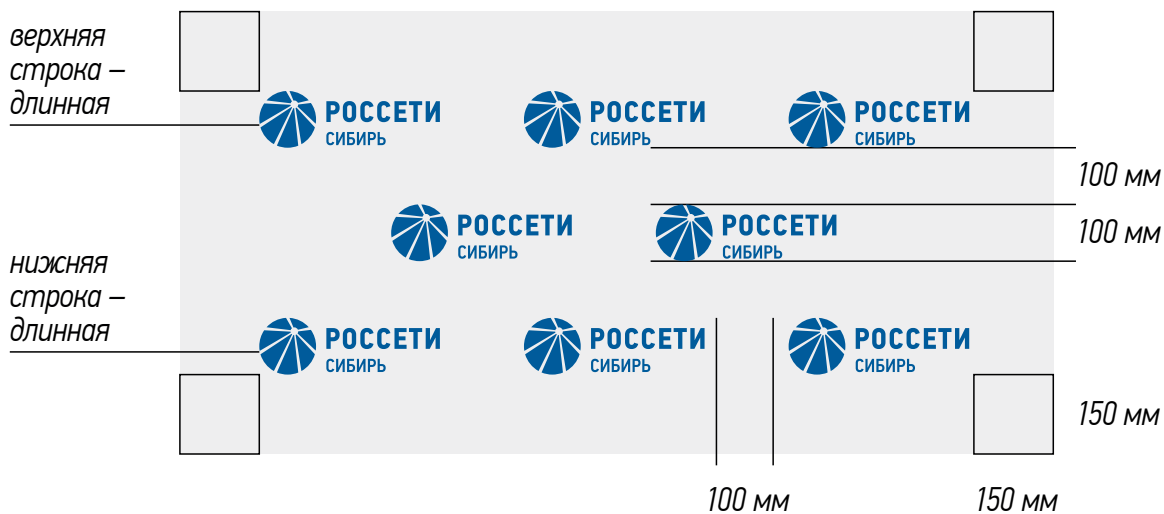 верхняя
строка –
длинная
РОССЕТИ
СИБИРЬ
РОССЕТИ
СИБИРЬ
РОССЕТИ
СИБИРЬ
100 мм
РОССЕТИ
СИБИРЬ
РОССЕТИ
СИБИРЬ
100 мм
нижняя
строка –
длинная
РОССЕТИ
СИБИРЬ
РОССЕТИ
СИБИРЬ
РОССЕТИ
СИБИРЬ
150 мм
100 мм
150 мм